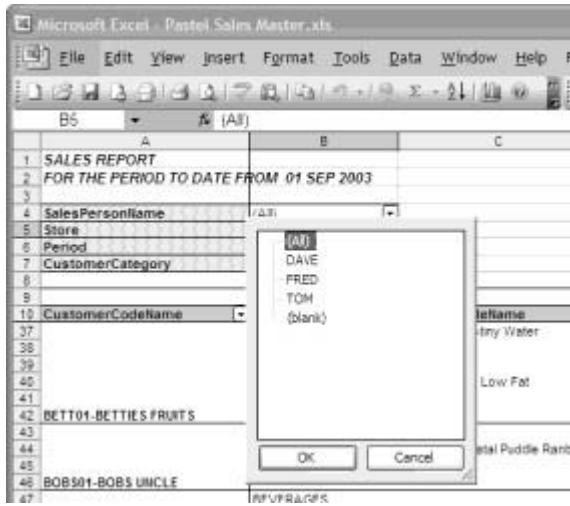 Microsoft Excel - Pastel Sales Master.xls
File Edit View Insert Format Tools Data Window Help
B5 fx (All)
A B C
1 SALES REPORT
2 FOR THE PERIOD TO DATE FROM 01 SEP 2003
3
4 SalesPersonName (All)
5 Store
6 Period
7 CustomerCategory
8
9
10 CustomerCodeName
(All)
DAVE
FRED
TOM
(blank)
OK Cancel
37 Water
38
39
40 Low Fat
41
42 BETT01-BETTIES FRUITS
43
44 Puddle
45
46 BOBS01-BOBS UNCLE
47 BEVERAGES